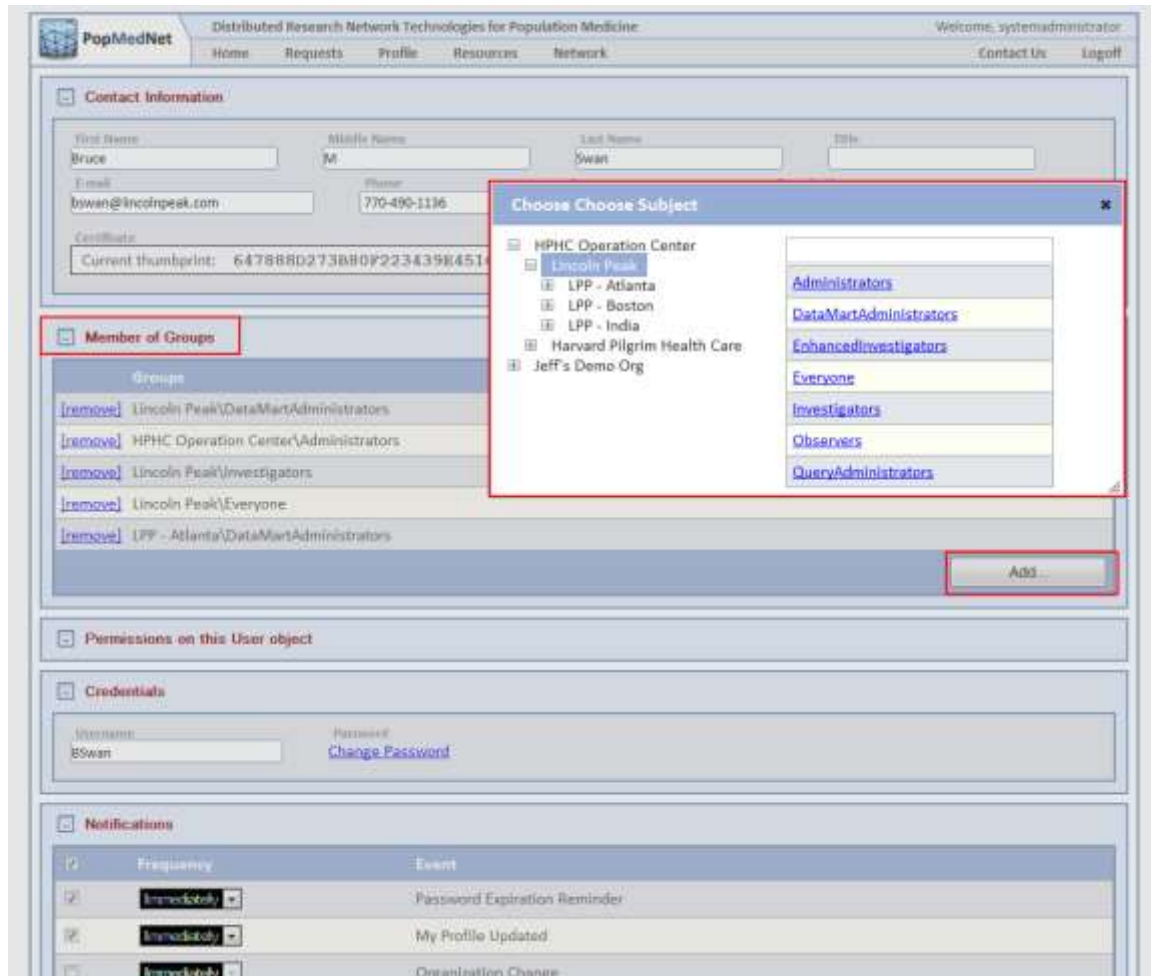 PopMedNet
Distributed Research Network Technologies for Population Medicine
Welcome, systemadministrator
Home Requests Profile Resources Network Contact Us Logoff
Contact Information
First Name Middle Name Last Name Title
Bruce M Swan
E-mail Phone
bswan@lincolnpeak.com 770-490-1136
Certificate
Current thumbprint:
Choose Choose Subject
HPHC Operation Center
Lincoln Peak
LPP - Atlanta
LPP - Boston
LPP - India
Harvard Pilgrim Health Care
Jeff's Demo Org
Administrators
DataMartAdministrators
EnhancedInvestigators
Everyone
Investigators
Observers
QueryAdministrators
Member of Groups
Groups
[remove] Lincoln Peak\DataMartAdministrators
[remove] HPHC Operation Center\Administrators
[remove] Lincoln Peak\Investigators
[remove] Lincoln Peak\Everyone
[remove] LPP - Atlanta\DataMartAdministrators
Add...
Permissions on this User object
Credentials
Username Password
BSwan Change Password
Notifications
Frequency Event
Immediately Password Expiration Reminder
Immediately My Profile Updated
Immediately Organization Change